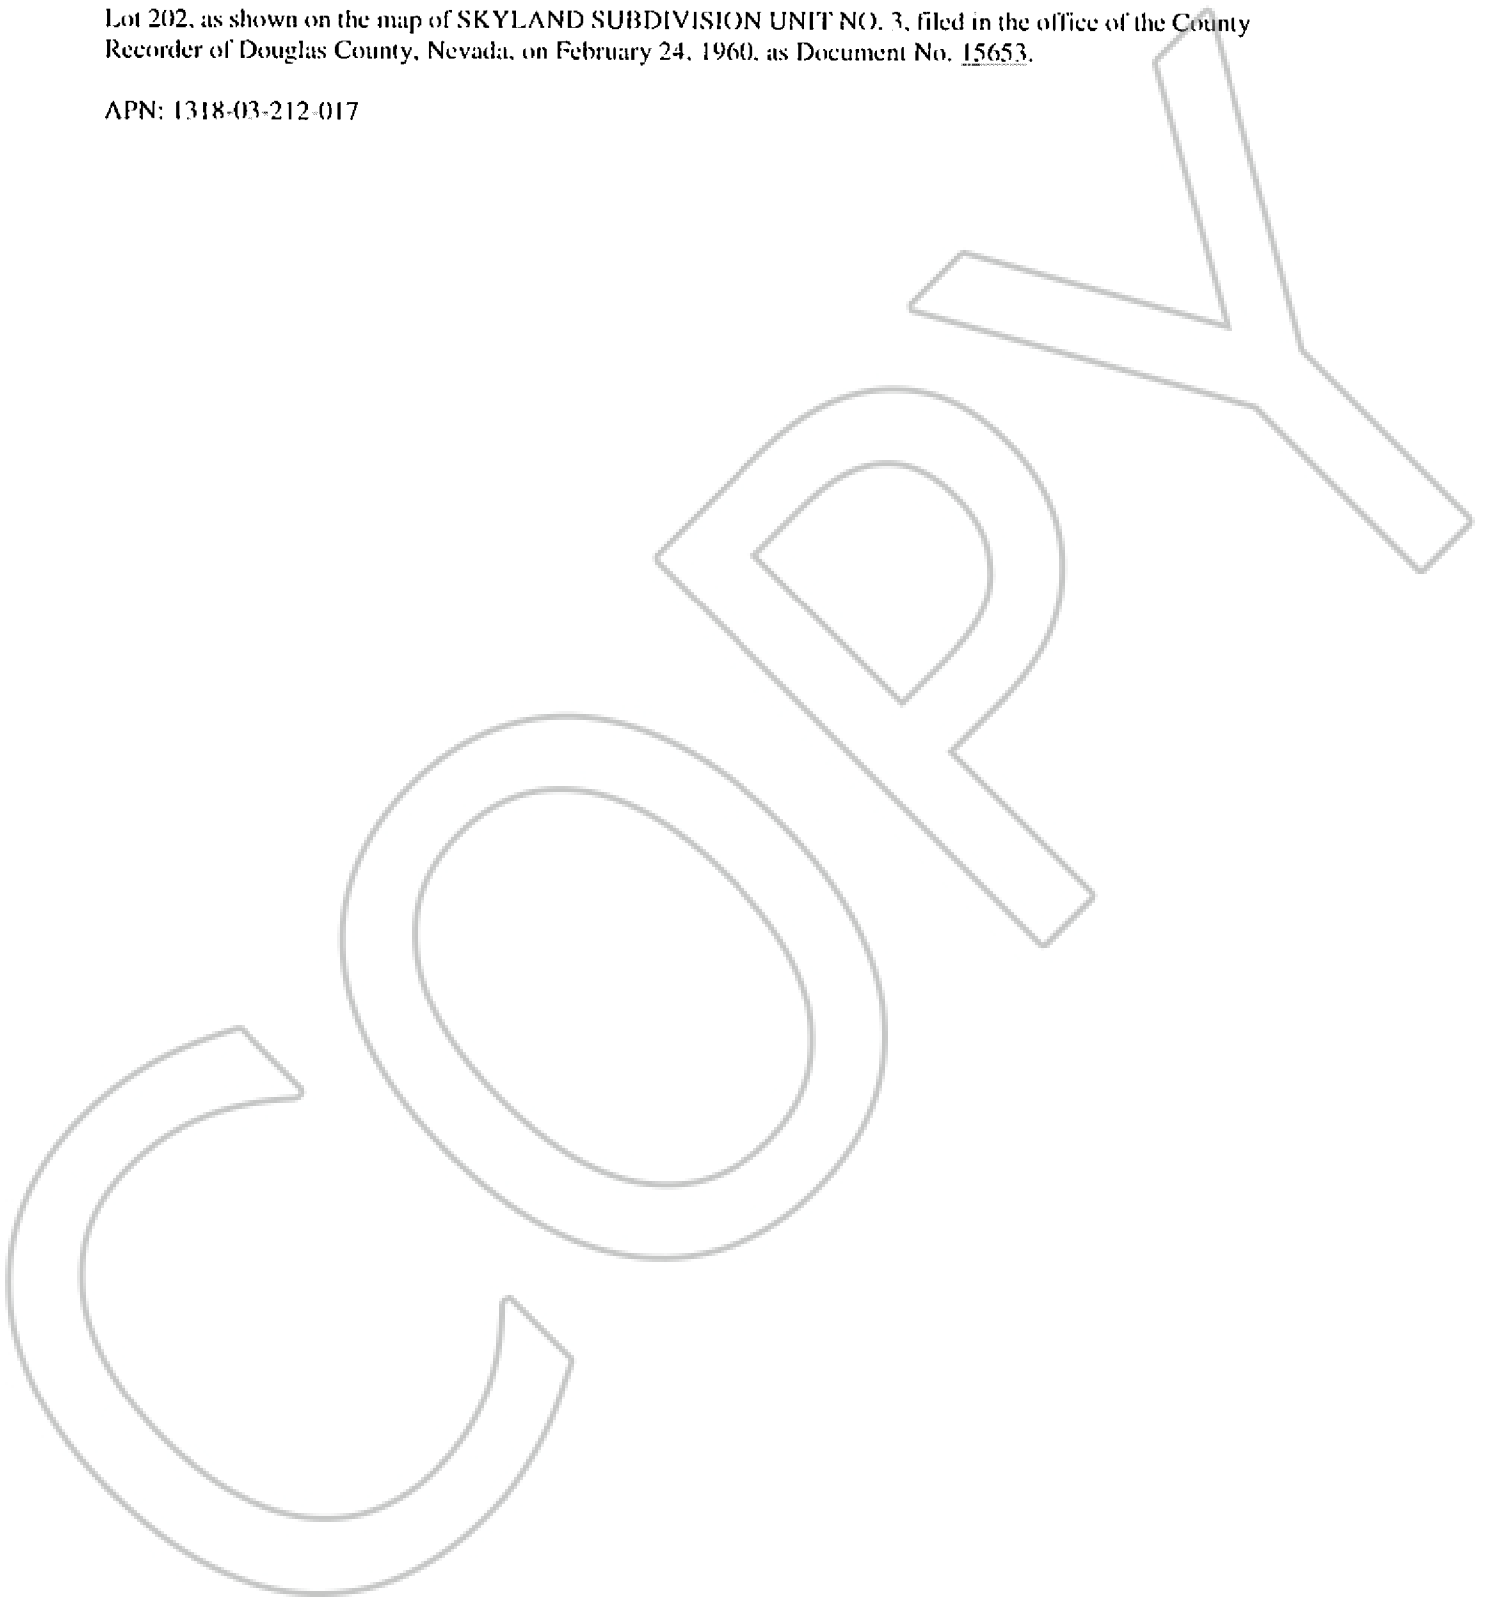 Lot 202, as shown on the map of SKYLAND SUBDIVISION UNIT NO. 3, filed in the office of the County
Recorder of Douglas County, Nevada, on February 24, 1960, as Document No. 15653.
APN: 1318-03-212-017
COPY